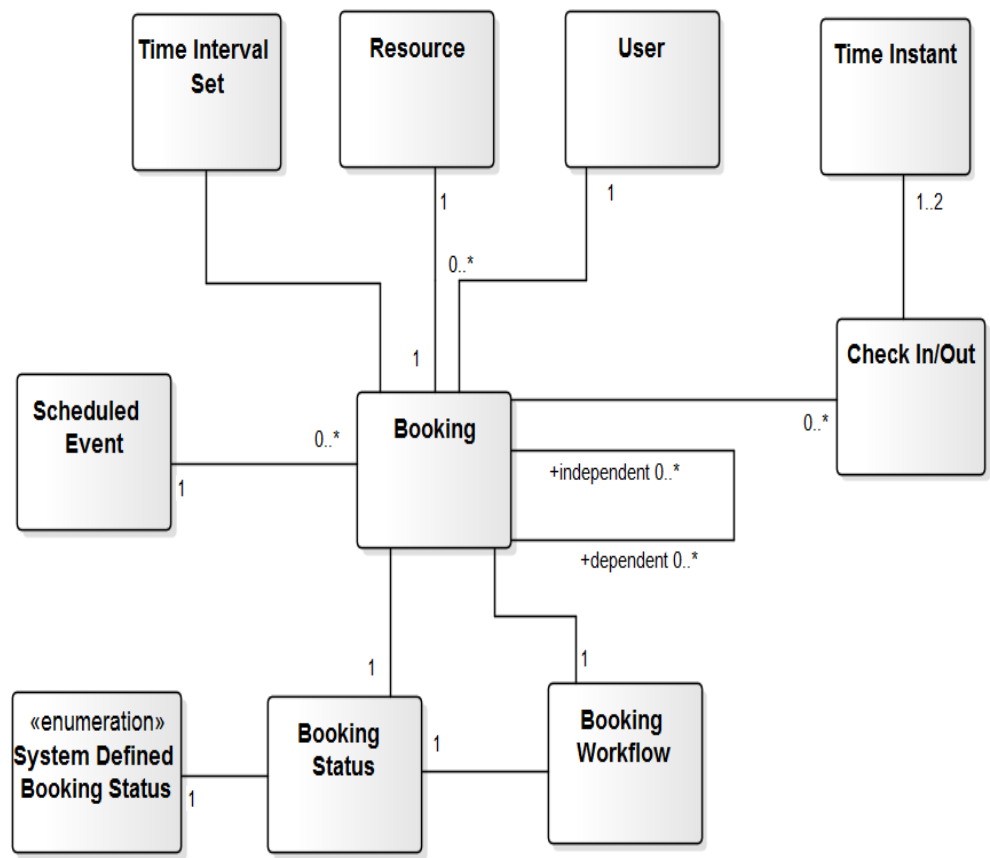 Time Interval
Set
Resource
User
Time Instant
1
1
1..2
0..*
1
Check In/Out
Scheduled
Event
0..*
1
Booking
0..*
+independent 0..*
+dependent 0..*
1
1
«enumeration»
System Defined
Booking Status
1
Booking
Status
1
Booking
Workflow